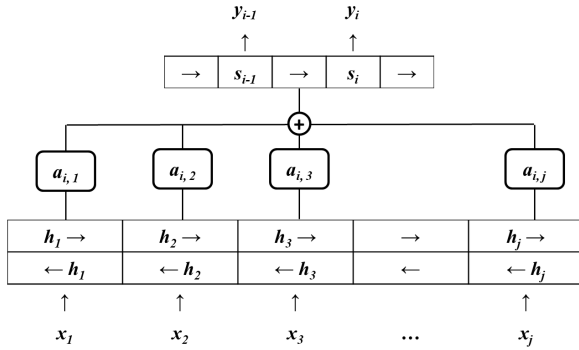 y_{i-1} y_i
→ s_{i-1} → s_i →
+
a_{i,1} a_{i,2} a_{i,3} a_{i,j}
h_1 → h_2 → h_3 → → h_j →
← h_1 ← h_2 ← h_3 ← ← h_j
x_1 x_2 x_3 ... x_j